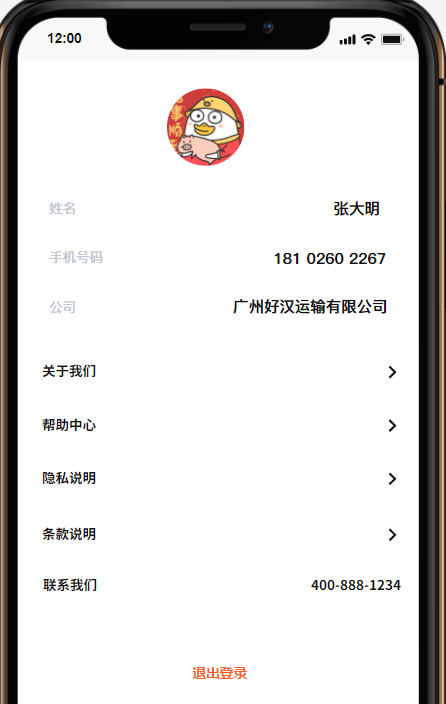 12:00
事
顺
姓名 张大明
手机号码 181 0260 2267
公司 广州好汉运输有限公司
关于我们
帮助中心
隐私说明
条款说明
联系我们 400-888-1234
退出登录